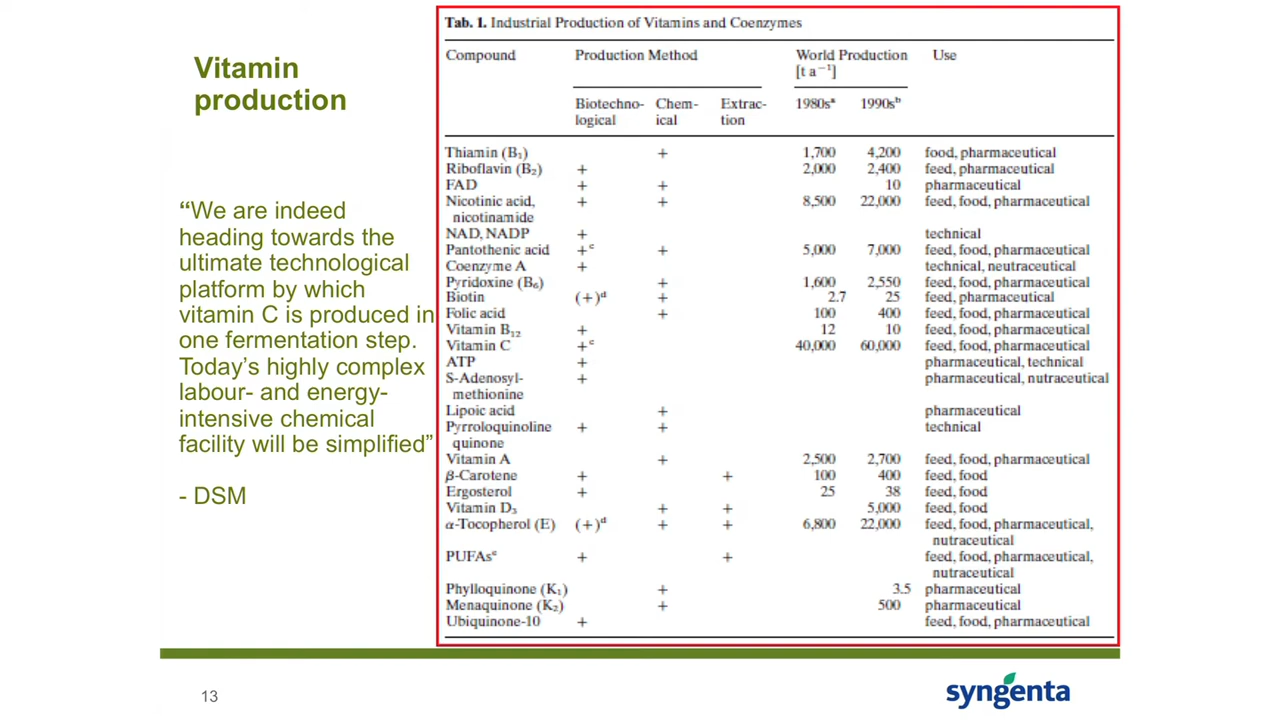 Vitamin
production
“We are indeed
heading towards the
ultimate technological
platform by which
vitamin C is produced in
one fermentation step.
Today’s highly complex
labour- and energy-
intensive chemical
facility will be simplified”
- DSM
Tab. 1. Industrial Production of Vitamins and Coenzymes
Compound Production Method World Production Use
[t a⁻¹]
Biotechno- Chem- Extrac- 1980sᵃ 1990sᵇ
logical ical tion
Thiamin (B₁) + 1,700 4,200 food, pharmaceutical
Riboflavin (B₂) + 2,000 2,400 feed, pharmaceutical
FAD + + 10 pharmaceutical
Nicotinic acid, + + 8,500 22,000 feed, food, pharmaceutical
nicotinamide
NAD, NADP + technical
Pantothenic acid +ᶜ + 5,000 7,000 feed, food, pharmaceutical
Coenzyme A + technical, neutraceutical
Pyridoxine (B₆) + 1,600 2,550 feed, food, pharmaceutical
Biotin (+)ᵈ + 2.7 25 feed, pharmaceutical
Folic acid + 100 400 feed, food, pharmaceutical
Vitamin B₁₂ + 12 10 feed, food, pharmaceutical
Vitamin C +ᶜ 40,000 60,000 feed, food, pharmaceutical
ATP + pharmaceutical, technical
S-Adenosyl- + pharmaceutical, nutraceutical
methionine
Lipoic acid + pharmaceutical
Pyrroloquinoline + + technical
quinone
Vitamin A + 2,500 2,700 feed, food, pharmaceutical
β-Carotene + + 100 400 feed, food
Ergosterol + 25 38 feed, food
Vitamin D₃ + + 5,000 feed, food
α-Tocopherol (E) (+)ᵈ + + 6,800 22,000 feed, food, pharmaceutical,
nutraceutical
PUFAsᵉ + + feed, food, pharmaceutical,
nutraceutical
Phylloquinone (K₁) + 3.5 pharmaceutical
Menaquinone (K₂) + 500 pharmaceutical
Ubiquinone-10 + feed, food, pharmaceutical
13
syngenta